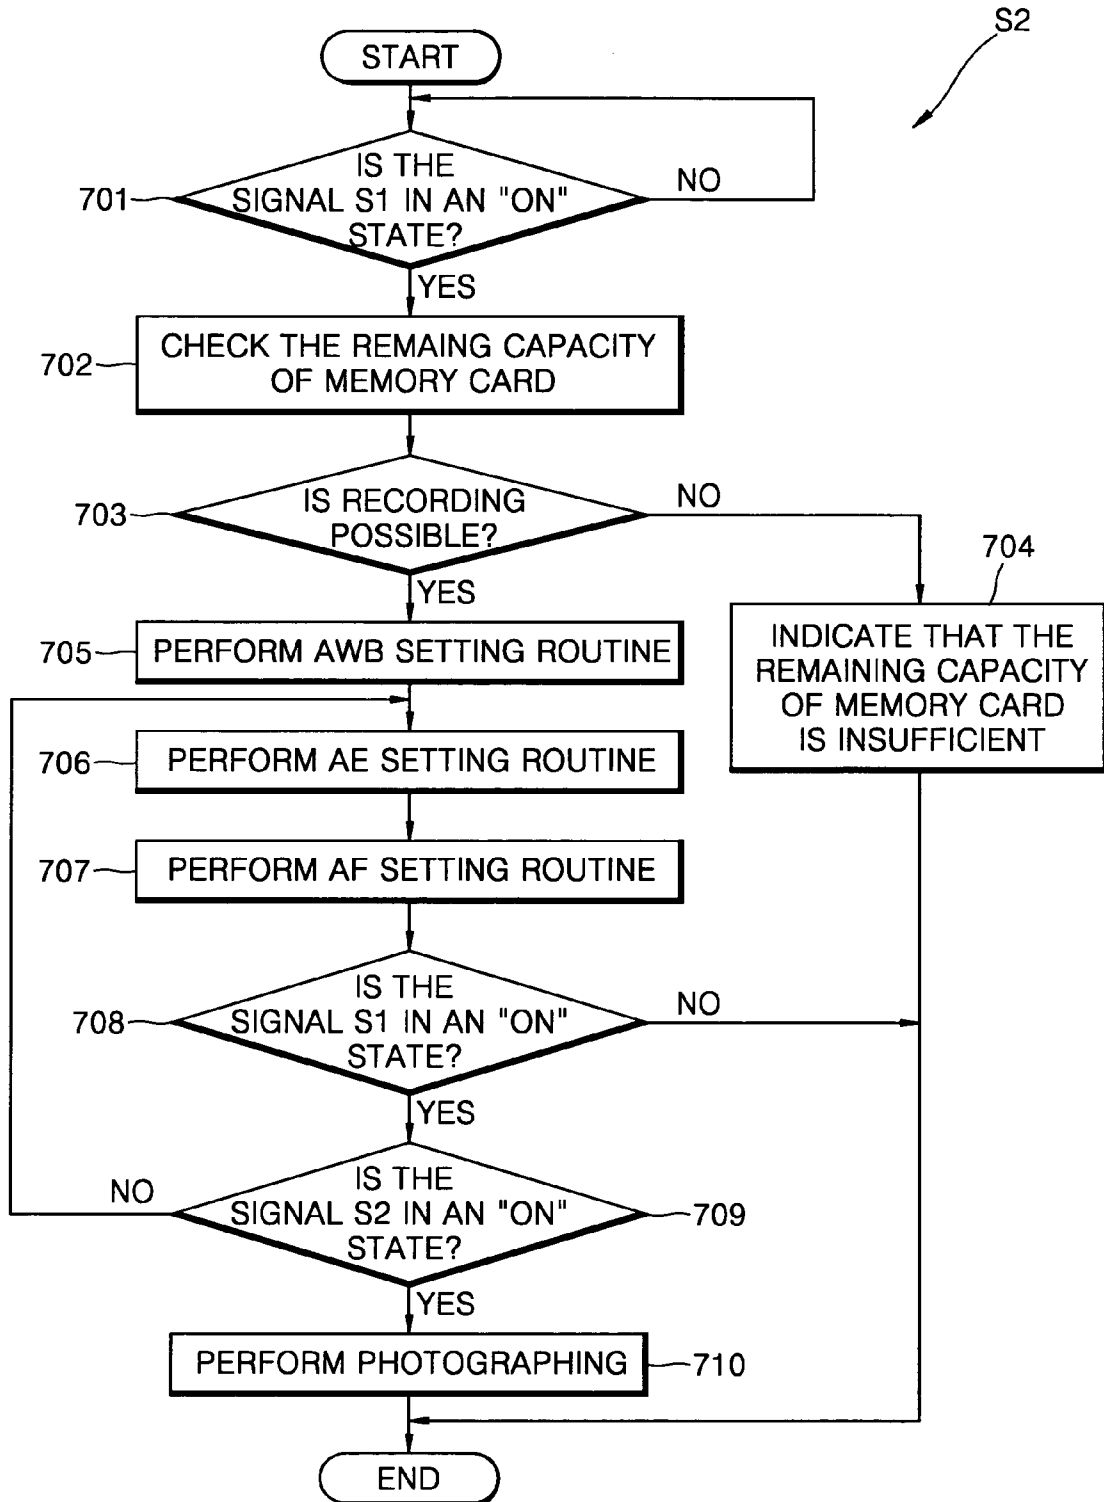 S2
START
IS THE
SIGNAL S1 IN AN "ON"
STATE?
701
NO
YES
CHECK THE REMAING CAPACITY
OF MEMORY CARD
702
IS RECORDING
POSSIBLE?
703
NO
YES
704
INDICATE THAT THE
REMAINING CAPACITY
OF MEMORY CARD
IS INSUFFICIENT
705
PERFORM AWB SETTING ROUTINE
706
PERFORM AE SETTING ROUTINE
707
PERFORM AF SETTING ROUTINE
IS THE
SIGNAL S1 IN AN "ON"
STATE?
708
NO
YES
IS THE
SIGNAL S2 IN AN "ON"
STATE?
NO
709
YES
PERFORM PHOTOGRAPHING
710
END